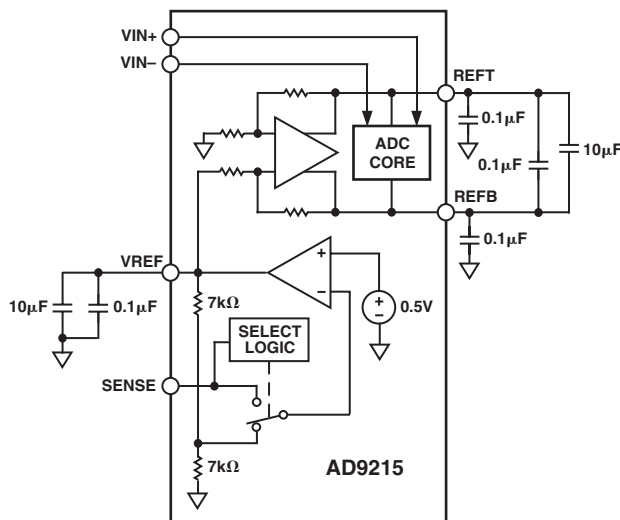 VIN+
VIN–
REFT
0.1μF
ADC
CORE
0.1μF
10μF
REFB
0.1μF
VREF
+
–
10μF
0.1μF
7kΩ
+
–
0.5V
SELECT
LOGIC
SENSE
7kΩ
AD9215